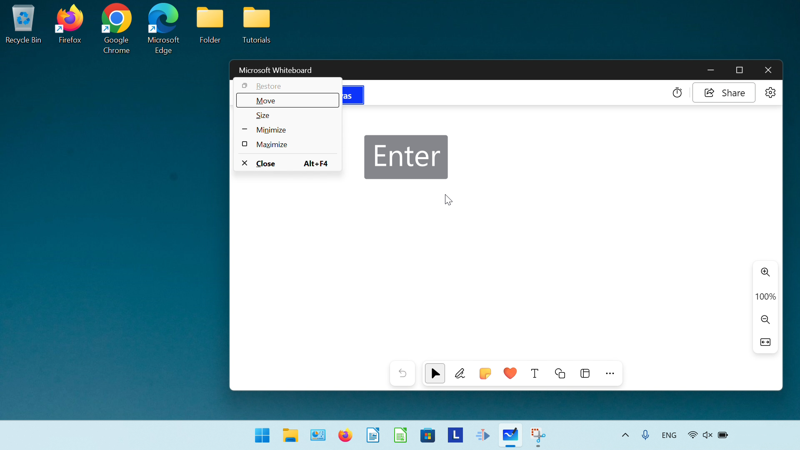 Recycle Bin
Firefox
Google
Chrome
Microsoft
Edge
Folder
Tutorials
Microsoft Whiteboard
Restore
Move
Size
Minimize
Maximize
Close Alt+F4
Share
Enter
100%
T
L
ENG